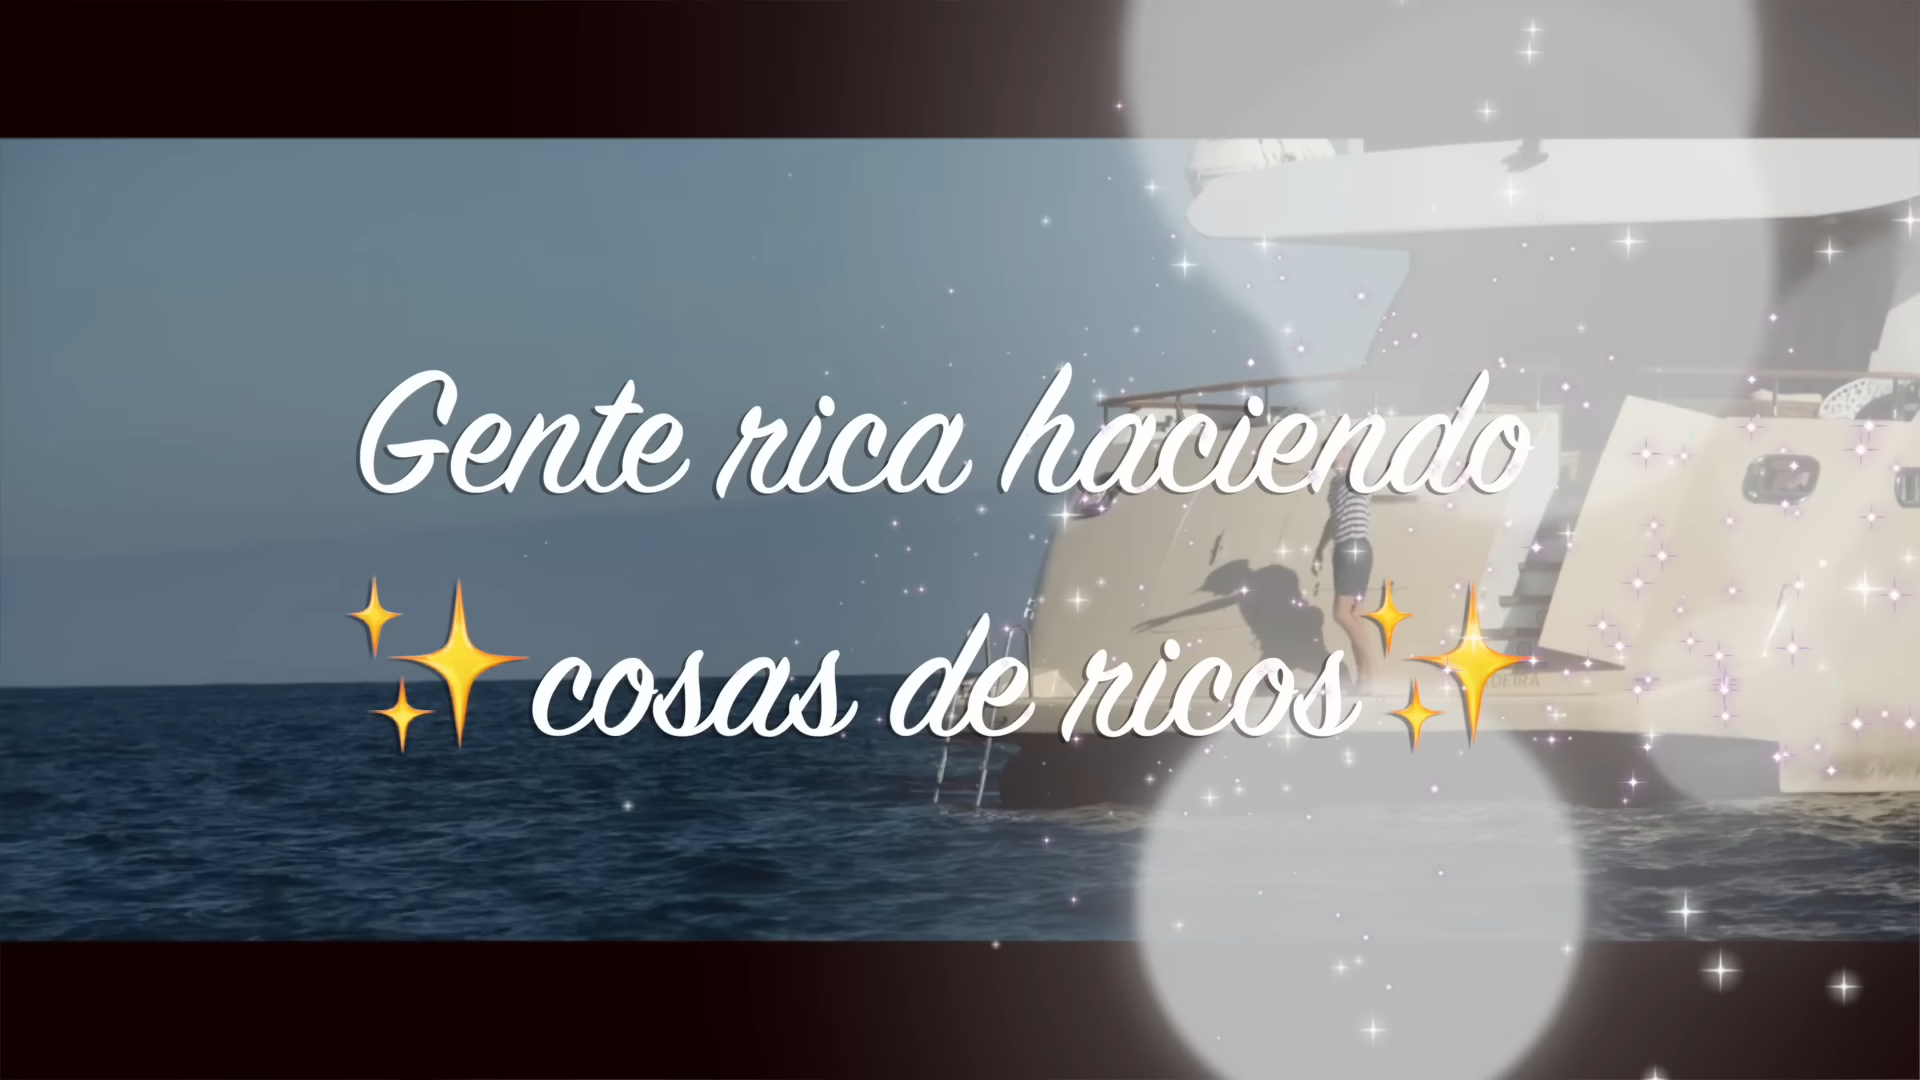 Gente rica haciendo
✨cosas de ricos✨